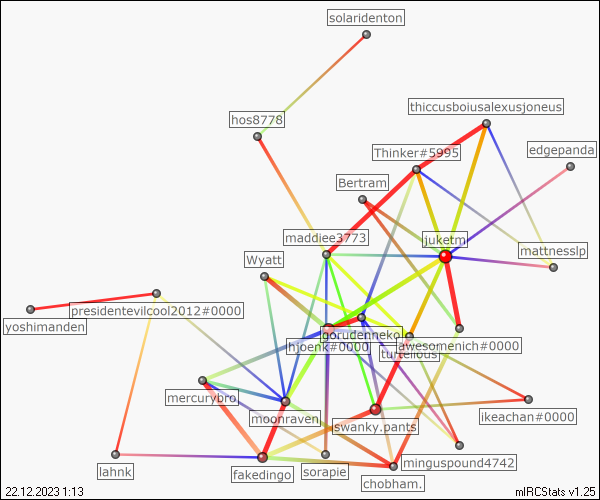 solaridenton
thiccusboiusalexusjoneus
hos8778
Thinker#5995
edgepanda
Bertram
maddiee3773
juketm
mattnesslp
Wyatt
presidentevilcool2012#0000
yoshimanden
gorudenneko
hjoenk#0000
awesomenich#0000
turtellous
mercurybro
moonraven
swanky.pants
ikeachan#0000
lahnk
fakedingo
sorapie
minguspound4742
chobham.
22.12.2023 1:13
mIRCStats v1.25